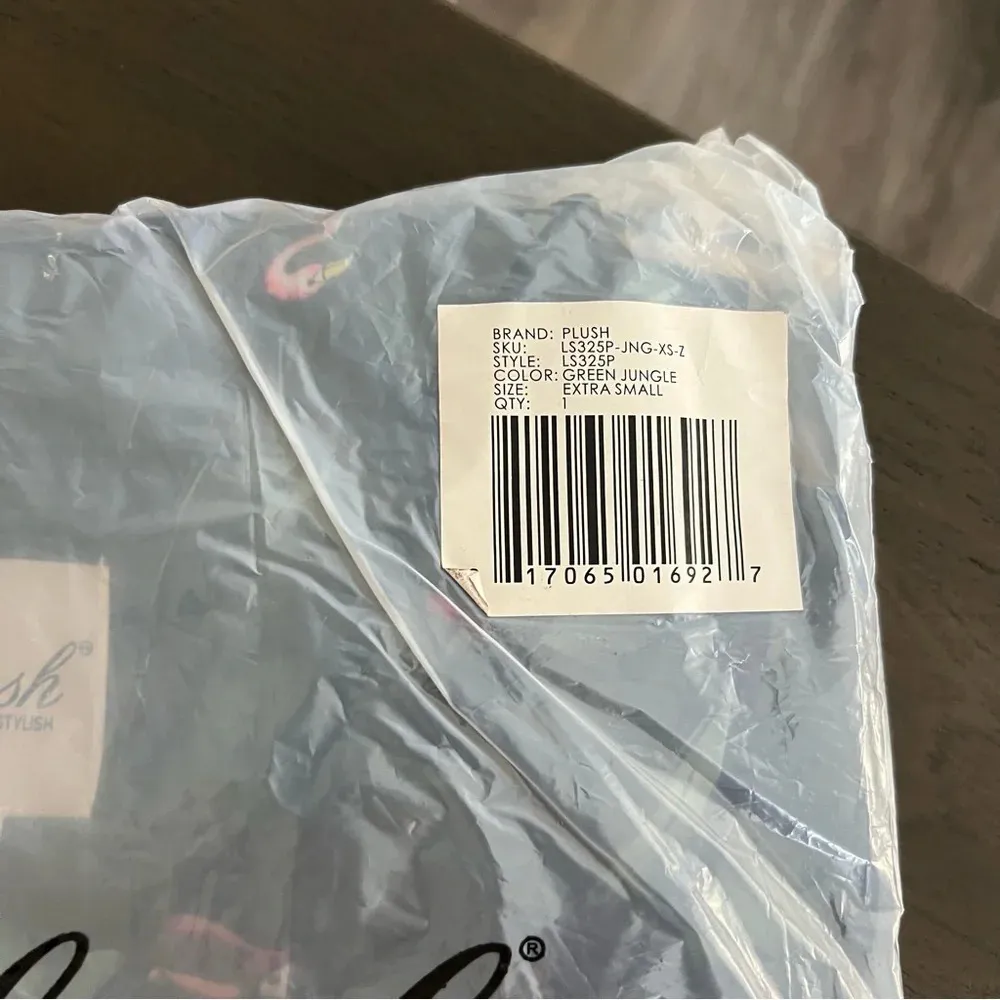 BRAND: PLUSH
SKU: LS325P-JNG-XS-Z
STYLE: LS325P
COLOR: GREEN JUNGLE
SIZE: EXTRA SMALL
QTY: 1
17065 01692 7
sh®
STYLISH
®